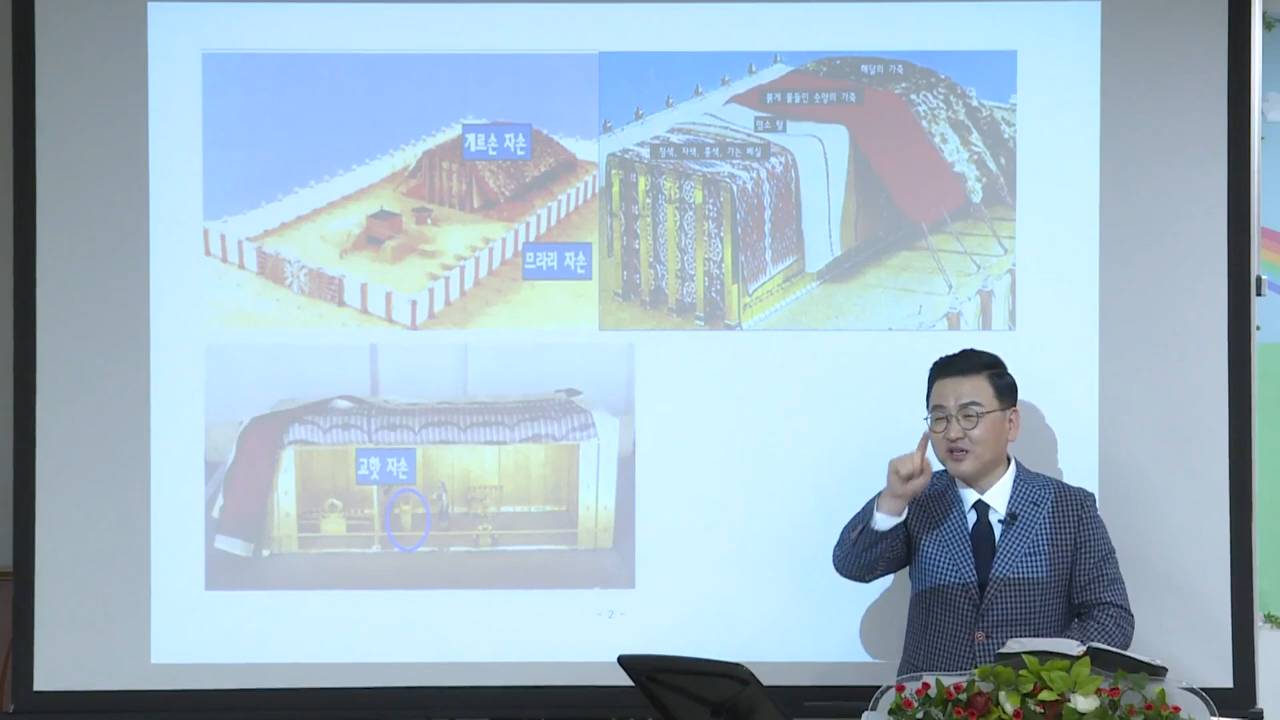 게르손 자손
므라리 자손
해달의 가죽
붉게 물들인 숫양의 가죽
염소 털
청색, 자색, 홍색, 가는 베실
고핫 자손
- 2 -